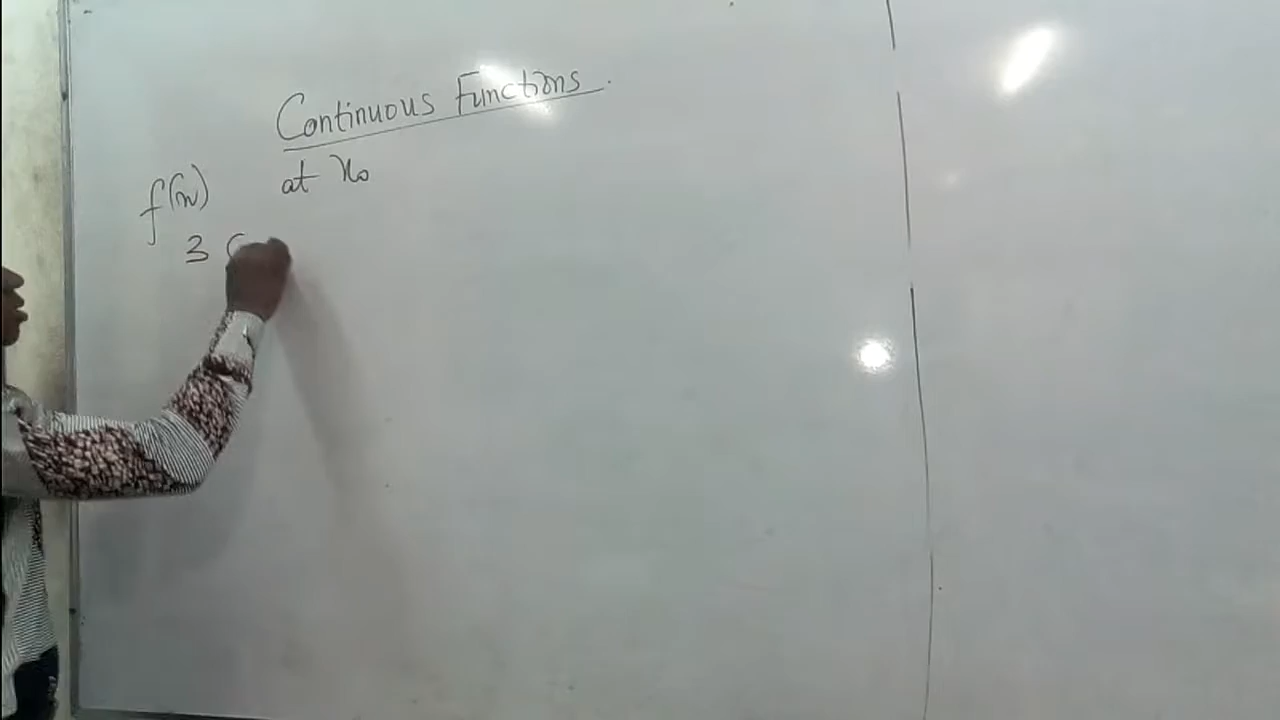 Continuous Functions.
f(x) at x₀
3 C